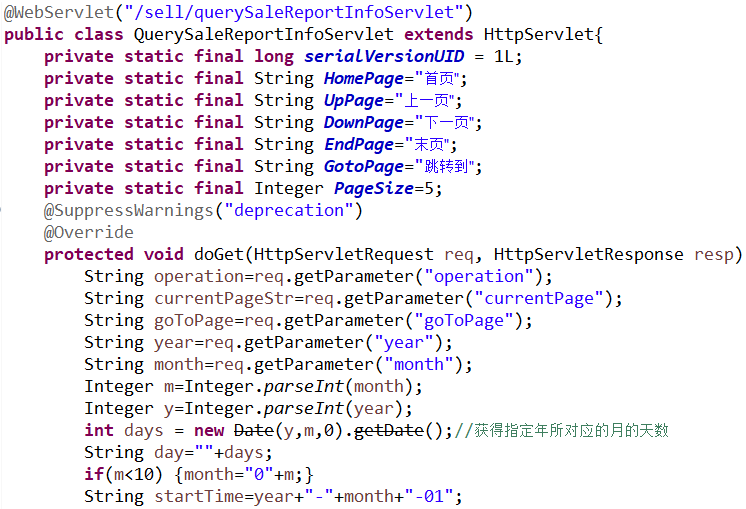 @WebServlet("/sell/querySaleReportInfoServlet")
public class QuerySaleReportInfoServlet extends HttpServlet{
    private static final long serialVersionUID = 1L;
    private static final String HomePage="首页";
    private static final String UpPage="上一页";
    private static final String DownPage="下一页";
    private static final String EndPage="末页";
    private static final String GotoPage="跳转到";
    private static final Integer PageSize=5;
    @SuppressWarnings("deprecation")
    @Override
    protected void doGet(HttpServletRequest req, HttpServletResponse resp)
        String operation=req.getParameter("operation");
        String currentPageStr=req.getParameter("currentPage");
        String goToPage=req.getParameter("goToPage");
        String year=req.getParameter("year");
        String month=req.getParameter("month");
        Integer m=Integer.parseInt(month);
        Integer y=Integer.parseInt(year);
        int days = new Date(y,m,0).getDate();//获得指定年所对应的月的天数
        String day=""+days;
        if(m<10) {month="0"+m;}
        String startTime=year+"-"+month+"-01";